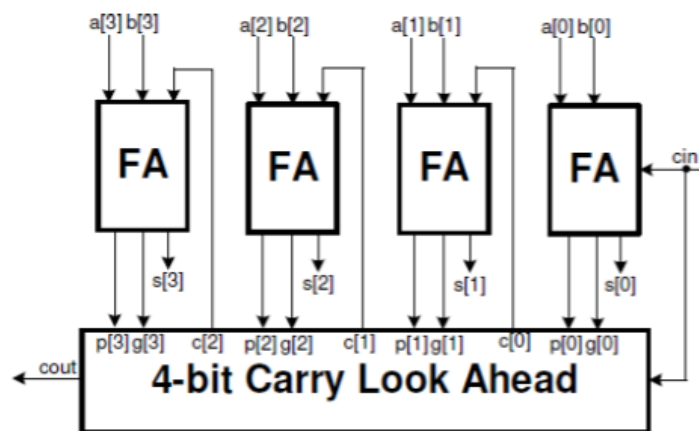 a[3] b[3] a[2] b[2] a[1] b[1] a[0] b[0]
FA FA FA FA cin
s[3] s[2] s[1] s[0]
p[3] g[3] c[2] p[2] g[2] c[1] p[1] g[1] c[0] p[0] g[0]
cout 4-bit Carry Look Ahead